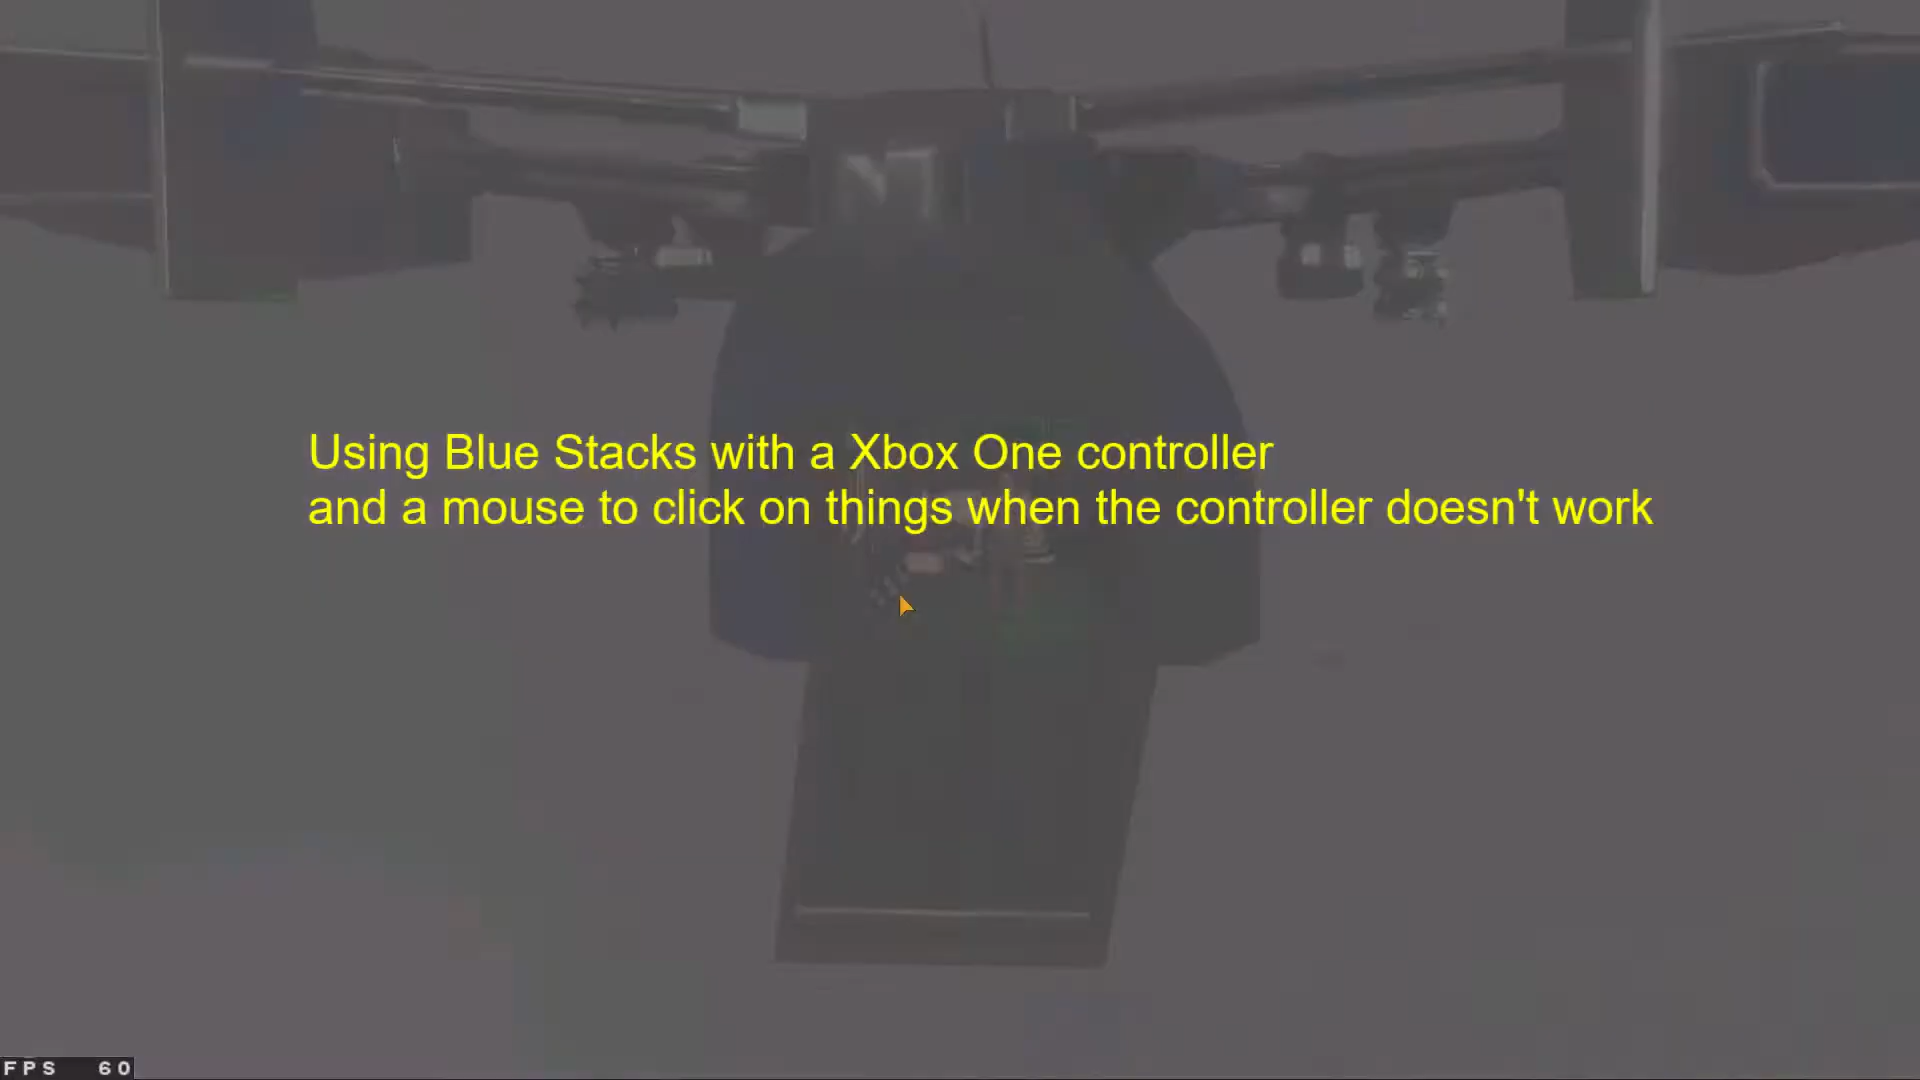 Using Blue Stacks with a Xbox One controller
and a mouse to click on things when the controller doesn't work
FPS 60